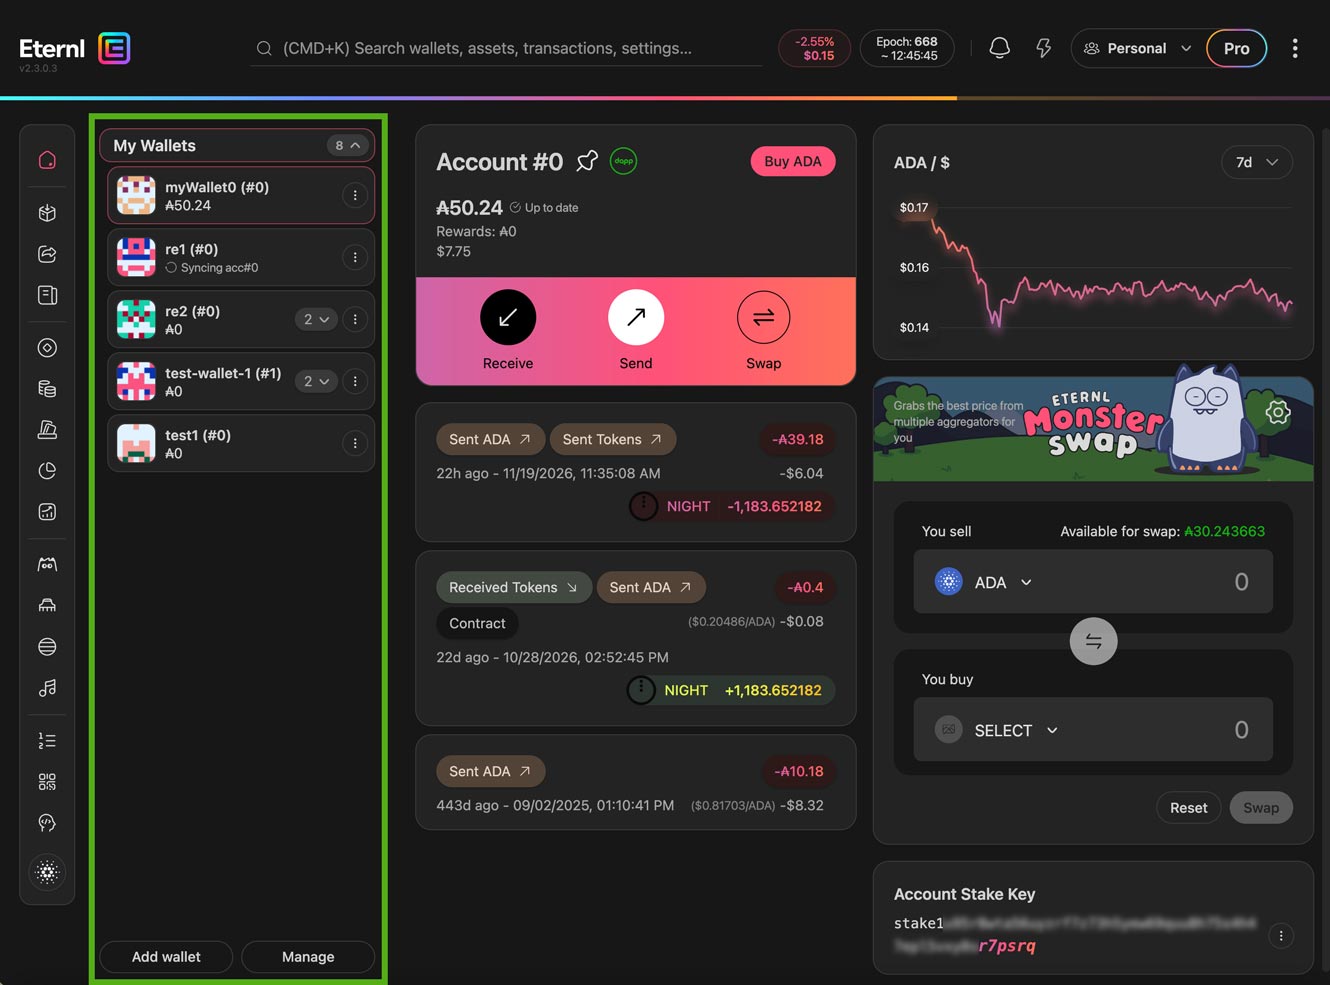 Eternl
v2.3.0.3
(CMD+K) Search wallets, assets, transactions, settings...
-2.55%
$0.15
Epoch: 668
~ 12:45:45
Personal
Pro
My Wallets
8
myWallet0 (#0)
₳50.24
re1 (#0)
Syncing acc#0
re2 (#0)
₳0
2
test-wallet-1 (#1)
₳0
2
test1 (#0)
₳0
Add wallet
Manage
Account #0
dapp
Buy ADA
₳50.24 Up to date
Rewards: ₳0
$7.75
Receive
Send
Swap
Sent ADA
Sent Tokens
-₳39.18
22h ago - 11/19/2026, 11:35:08 AM
-$6.04
NIGHT -1,183.652182
Received Tokens
Sent ADA
-₳0.4
Contract
($0.20486/ADA) -$0.08
22d ago - 10/28/2026, 02:52:45 PM
NIGHT +1,183.652182
Sent ADA
-₳10.18
443d ago - 09/02/2025, 01:10:41 PM
($0.81703/ADA) -$8.32
ADA / $
7d
$0.17
$0.16
$0.14
Grabs the best price from
multiple aggregators for
you
ETERNL
Monster
swap
You sell
Available for swap: ₳30.243663
ADA
0
You buy
SELECT
0
Reset
Swap
Account Stake Key
stake1
r7psrq